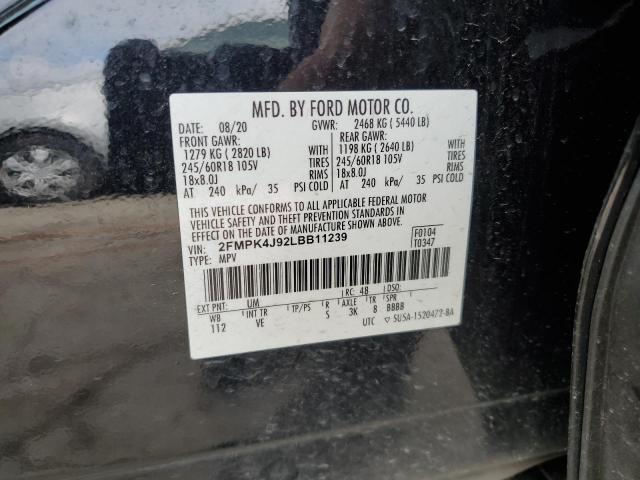 MFD. BY FORD MOTOR CO.
DATE: 08/20 GVWR: 2468 KG ( 5440 LB)
FRONT GAWR: REAR GAWR:
1279 KG ( 2820 LB) WITH 1198 KG ( 2640 LB) WITH
245/60R18 105V TIRES 245/60R18 105V TIRES
18x8.0J RIMS 18x8.0J RIMS
AT 240 kPa/ 35 PSI COLD AT 240 kPa/ 35 PSI COLD
THIS VEHICLE CONFORMS TO ALL APPLICABLE FEDERAL MOTOR
VEHICLE SAFETY AND THEFT PREVENTION STANDARDS IN
EFFECT ON THE DATE OF MANUFACTURE SHOWN ABOVE.
VIN: 2FMPK4J92LBB11239 F0104
TYPE: MPV T0347
EXT PNT: UM RC: 48 DSO:
WB INT TR TP/PS R AXLE TR SPR
112 VE S 3K 8 BBBB
UTC 5U5A-1520472-BA